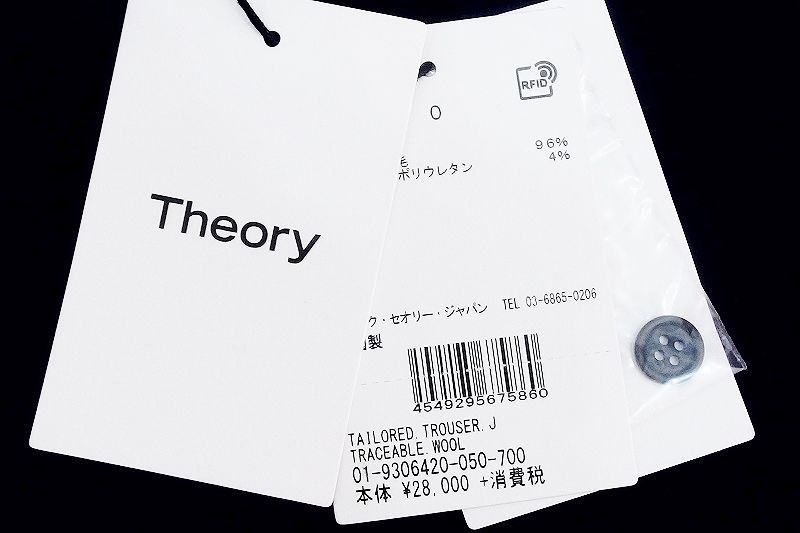 Theory
RFID
0
毛 96%
ポリウレタン 4%
ク・セオリー・ジャパン TEL 03-6865-0206
製
4549295675860
TAILORED.TROUSER.J
TRACEABLE.WOOL
01-9306420-050-700
本体 ¥28,000 +消費税